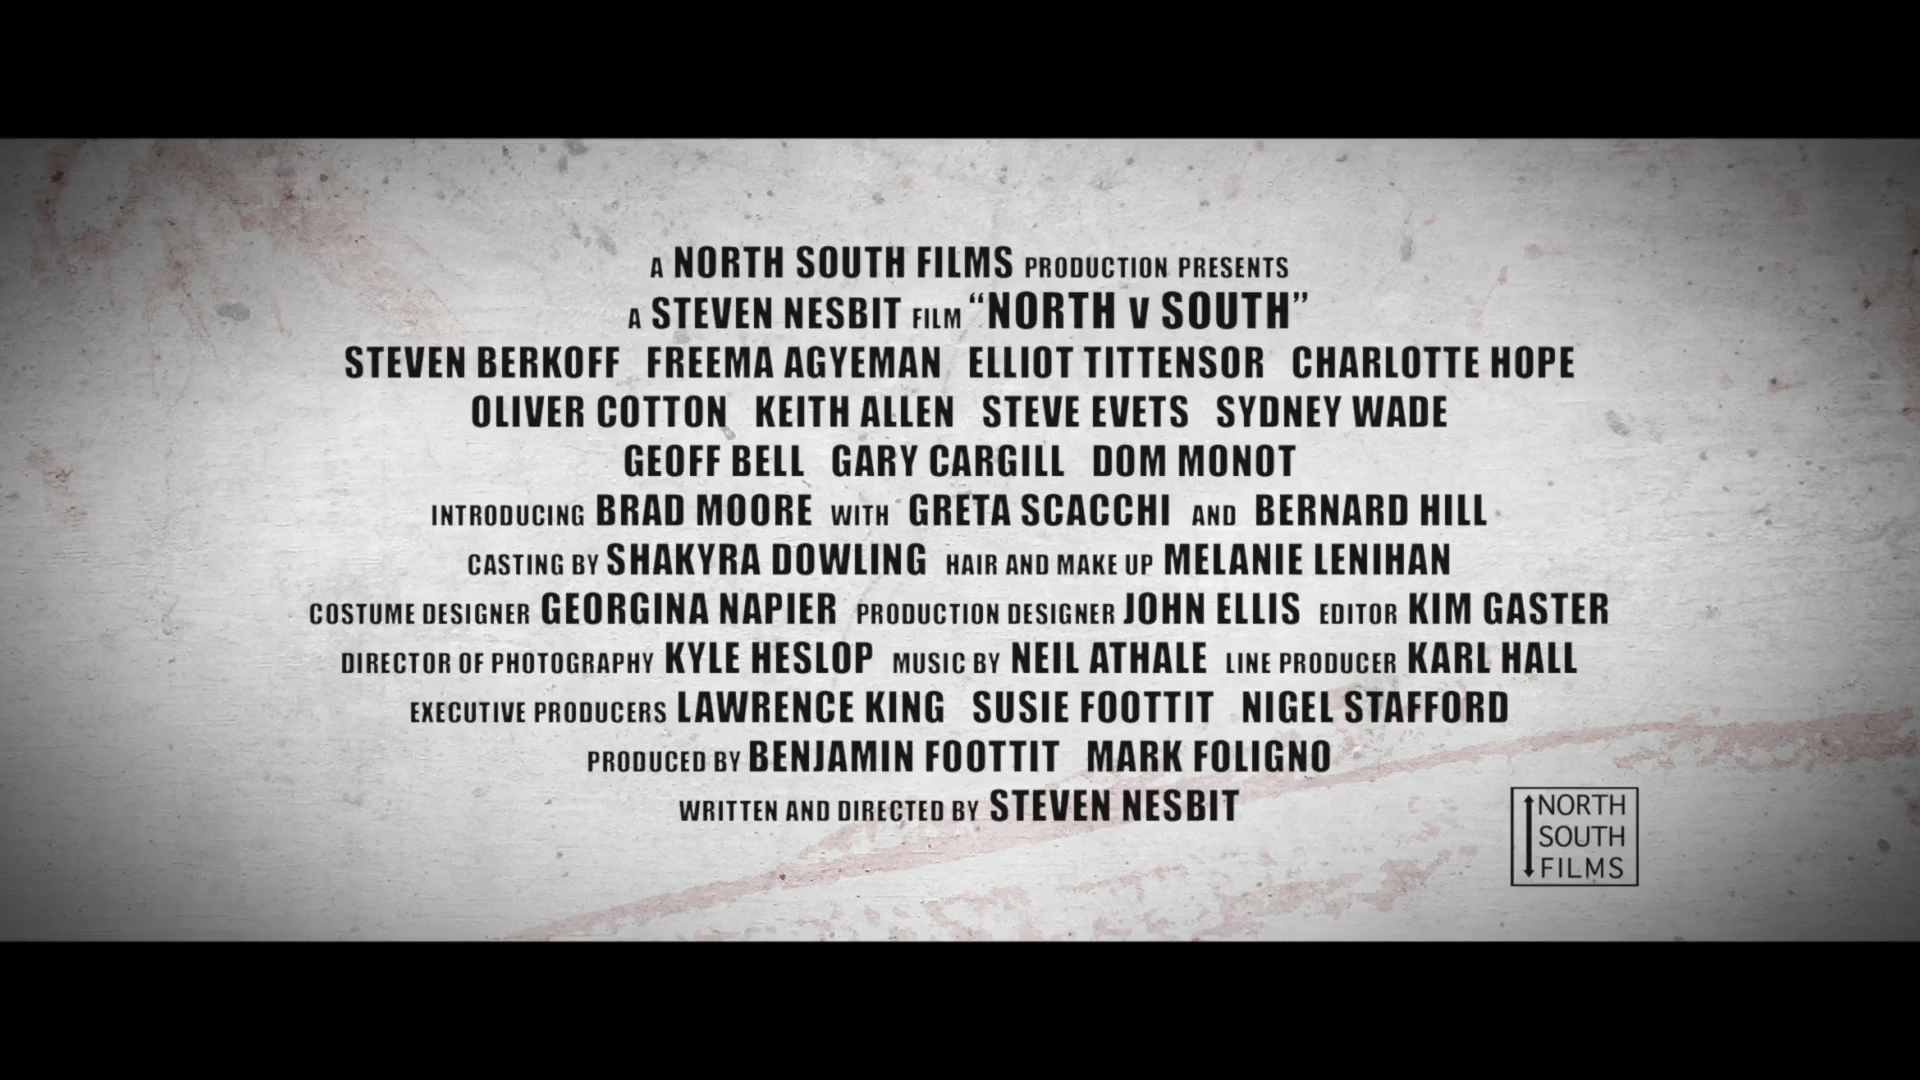 A NORTH SOUTH FILMS PRODUCTION PRESENTS
A STEVEN NESBIT FILM “NORTH V SOUTH”
STEVEN BERKOFF FREEMA AGYEMAN ELLIOT TITTENSOR CHARLOTTE HOPE
OLIVER COTTON KEITH ALLEN STEVE EVETS SYDNEY WADE
GEOFF BELL GARY CARGILL DOM MONOT
INTRODUCING BRAD MOORE WITH GRETA SCACCHI AND BERNARD HILL
CASTING BY SHAKYRA DOWLING HAIR AND MAKE UP MELANIE LENIHAN
COSTUME DESIGNER GEORGINA NAPIER PRODUCTION DESIGNER JOHN ELLIS EDITOR KIM GASTER
DIRECTOR OF PHOTOGRAPHY KYLE HESLOP MUSIC BY NEIL ATHALE LINE PRODUCER KARL HALL
EXECUTIVE PRODUCERS LAWRENCE KING SUSIE FOOTTIT NIGEL STAFFORD
PRODUCED BY BENJAMIN FOOTTIT MARK FOLIGNO
WRITTEN AND DIRECTED BY STEVEN NESBIT
NORTH
SOUTH
FILMS